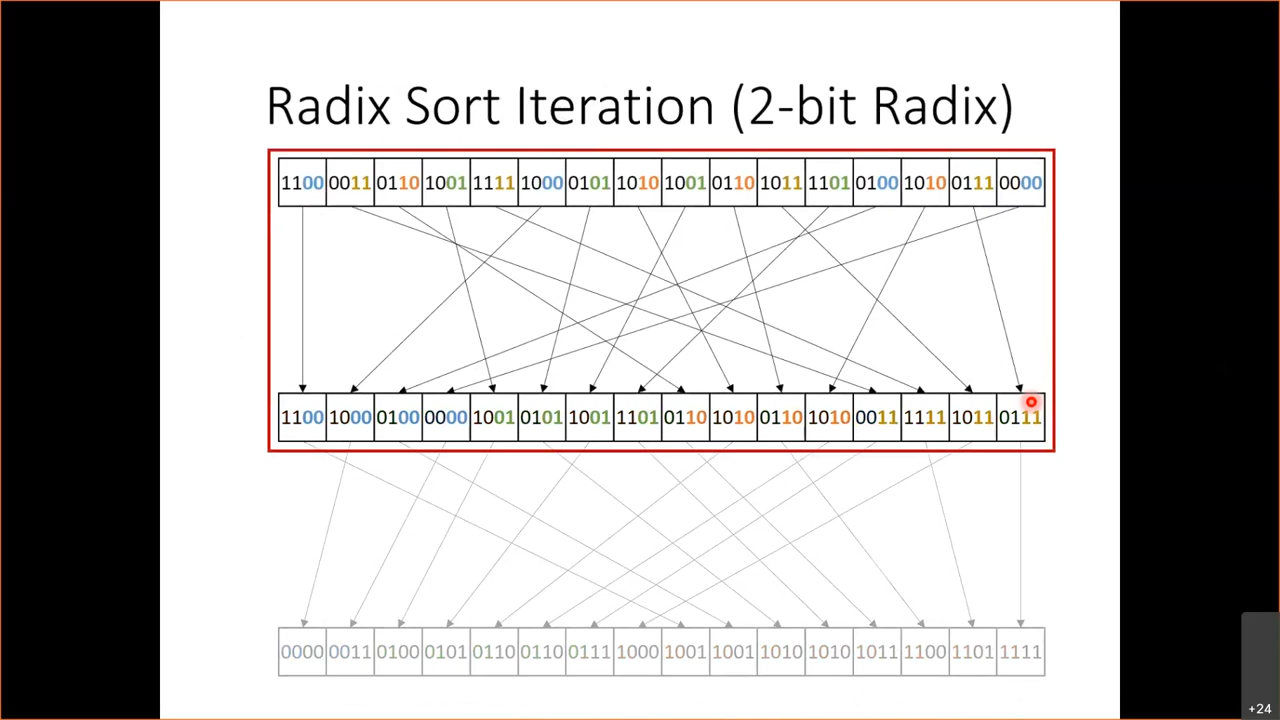 Radix Sort Iteration (2-bit Radix)
1100 0011 0110 1001 1111 1000 0101 1010 1001 0110 1011 1101 0100 1010 0111 0000
1100 1000 0100 0000 1001 0101 1001 1101 0110 1010 0110 1010 0011 1111 1011 0111
0000 0011 0100 0101 0110 0110 0111 1000 1001 1001 1010 1010 1011 1100 1101 1111
+24